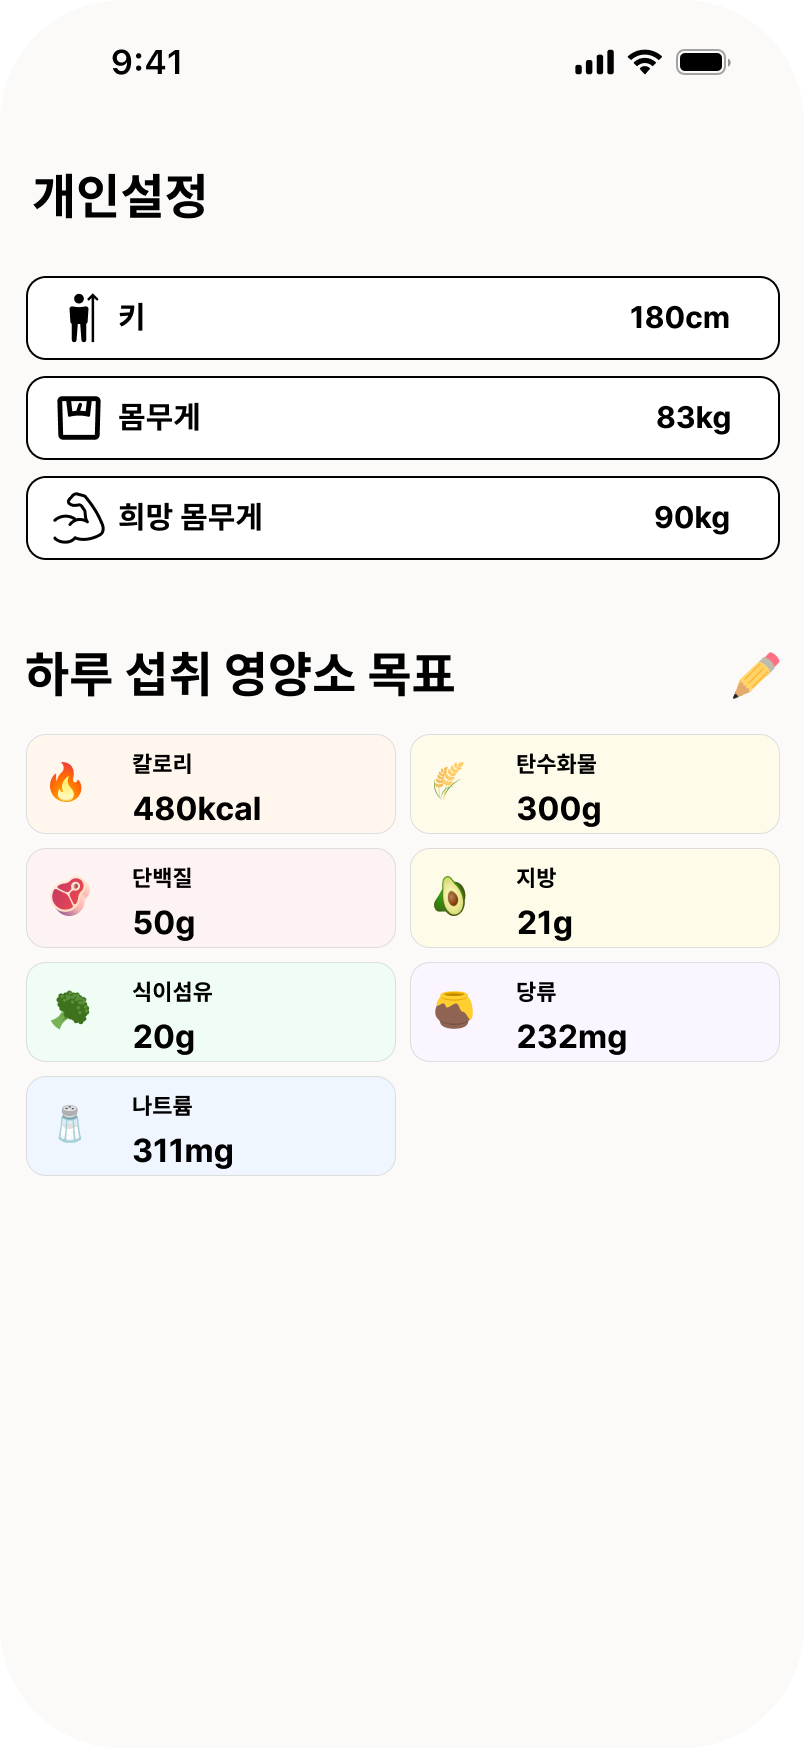 9:41
개인설정
키 180cm
몸무게 83kg
희망 몸무게 90kg
하루 섭취 영양소 목표
칼로리
480kcal
탄수화물
300g
단백질
50g
지방
21g
식이섬유
20g
당류
232mg
나트륨
311mg